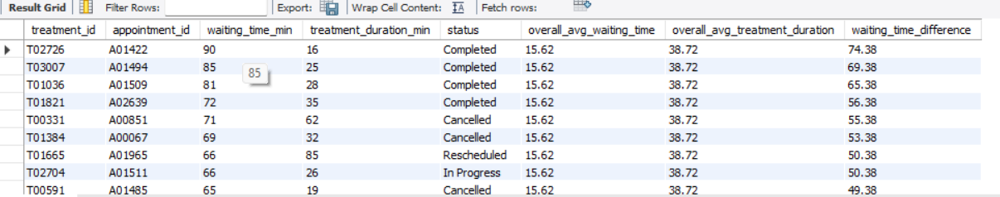 Result Grid Filter Rows: Export: Wrap Cell Content: IA Fetch rows:
treatment_id appointment_id waiting_time_min treatment_duration_min status overall_avg_waiting_time overall_avg_treatment_duration waiting_time_difference
T02726 A01422 90 16 Completed 15.62 38.72 74.38
T03007 A01494 85 25 Completed 15.62 38.72 69.38
85
T01036 A01509 81 28 Completed 15.62 38.72 65.38
T01821 A02639 72 35 Completed 15.62 38.72 56.38
T00331 A00851 71 62 Cancelled 15.62 38.72 55.38
T01384 A00067 69 32 Cancelled 15.62 38.72 53.38
T01665 A01965 66 85 Rescheduled 15.62 38.72 50.38
T02704 A01511 66 26 In Progress 15.62 38.72 50.38
T00591 A01485 65 19 Cancelled 15.62 38.72 49.38